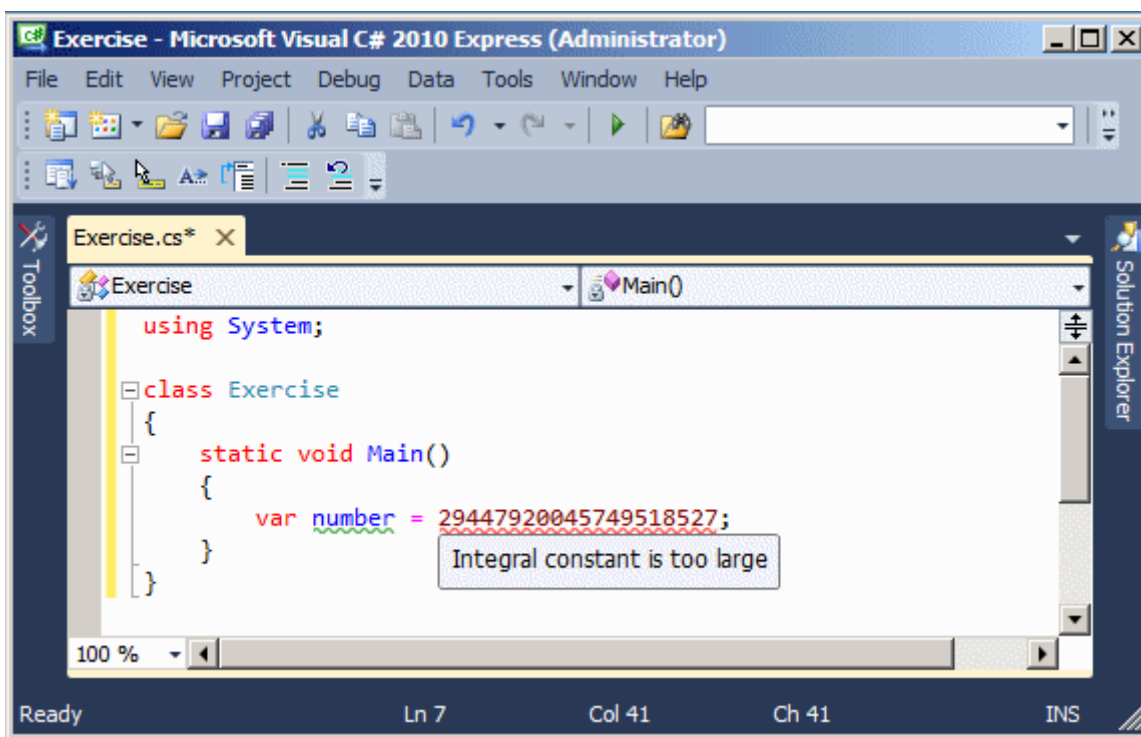 Exercise - Microsoft Visual C# 2010 Express (Administrator)
File Edit View Project Debug Data Tools Window Help
Toolbox
Exercise.cs*
Solution Explorer
Exercise
Main()
using System;
class Exercise
{
static void Main()
{
var number = 29447920045749518527;
}
}
Integral constant is too large
100 %
Ready Ln 7 Col 41 Ch 41 INS